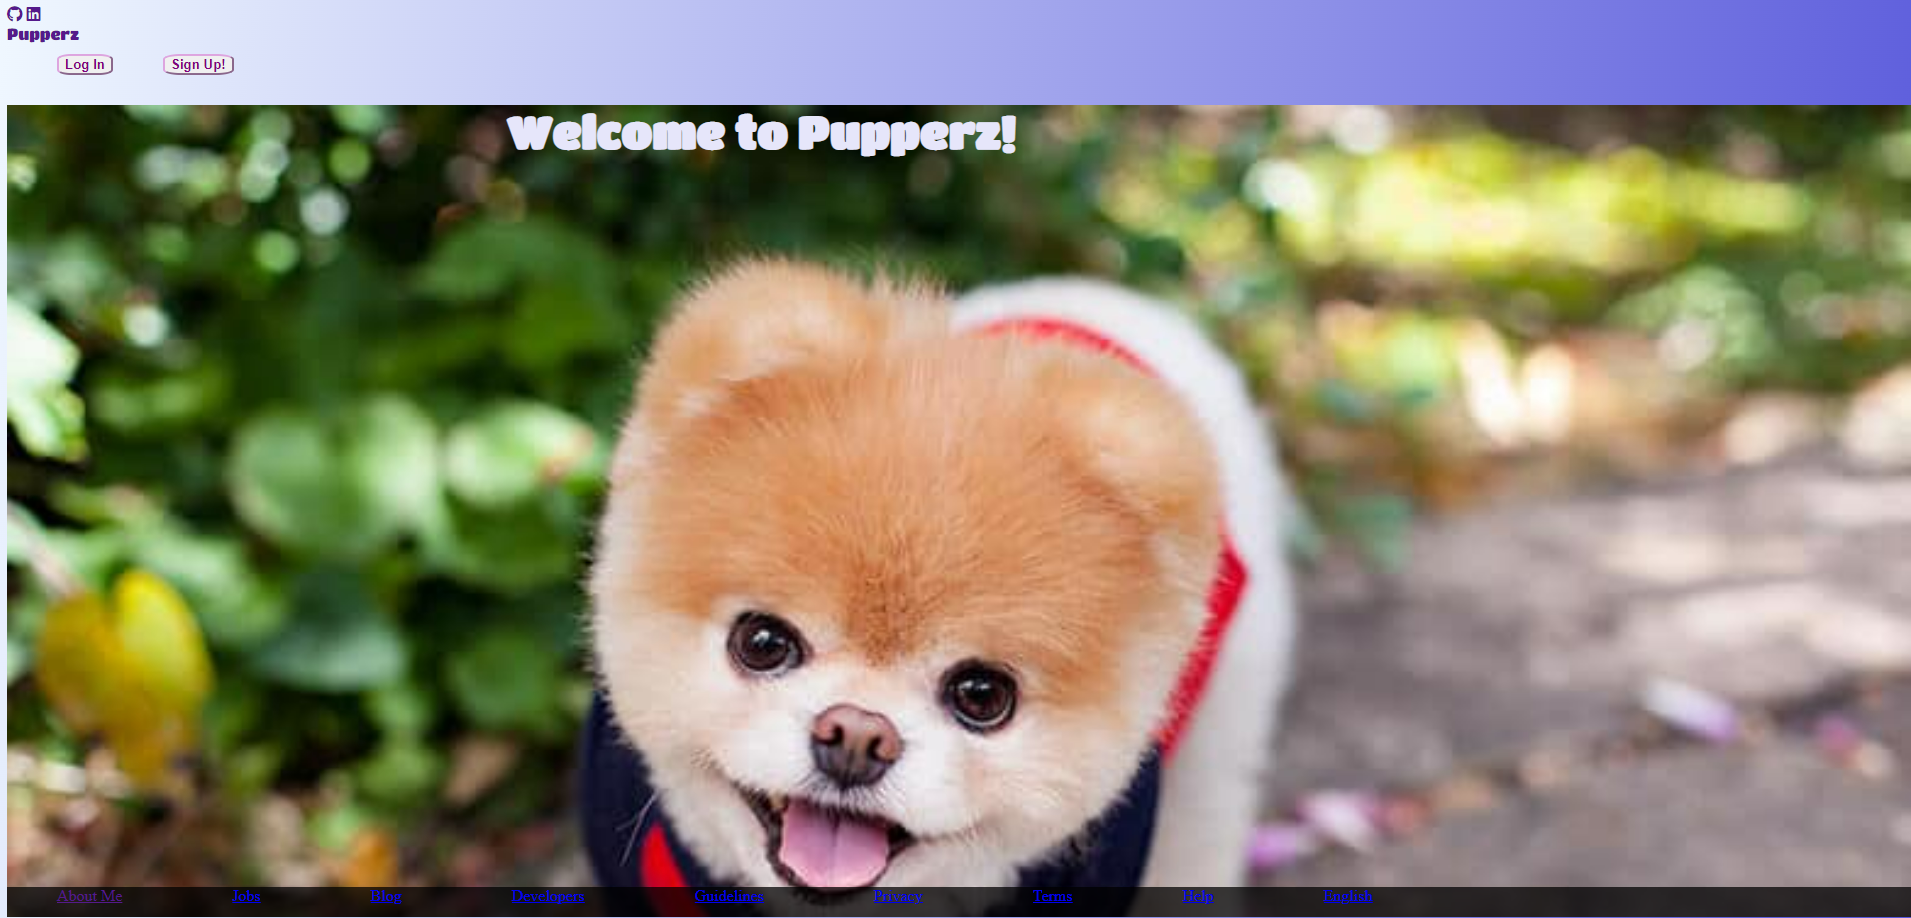 Pupperz
Log In Sign Up!
Welcome to Pupperz!
About Me Jobs Blog Developers Guidelines Privacy Terms Help English